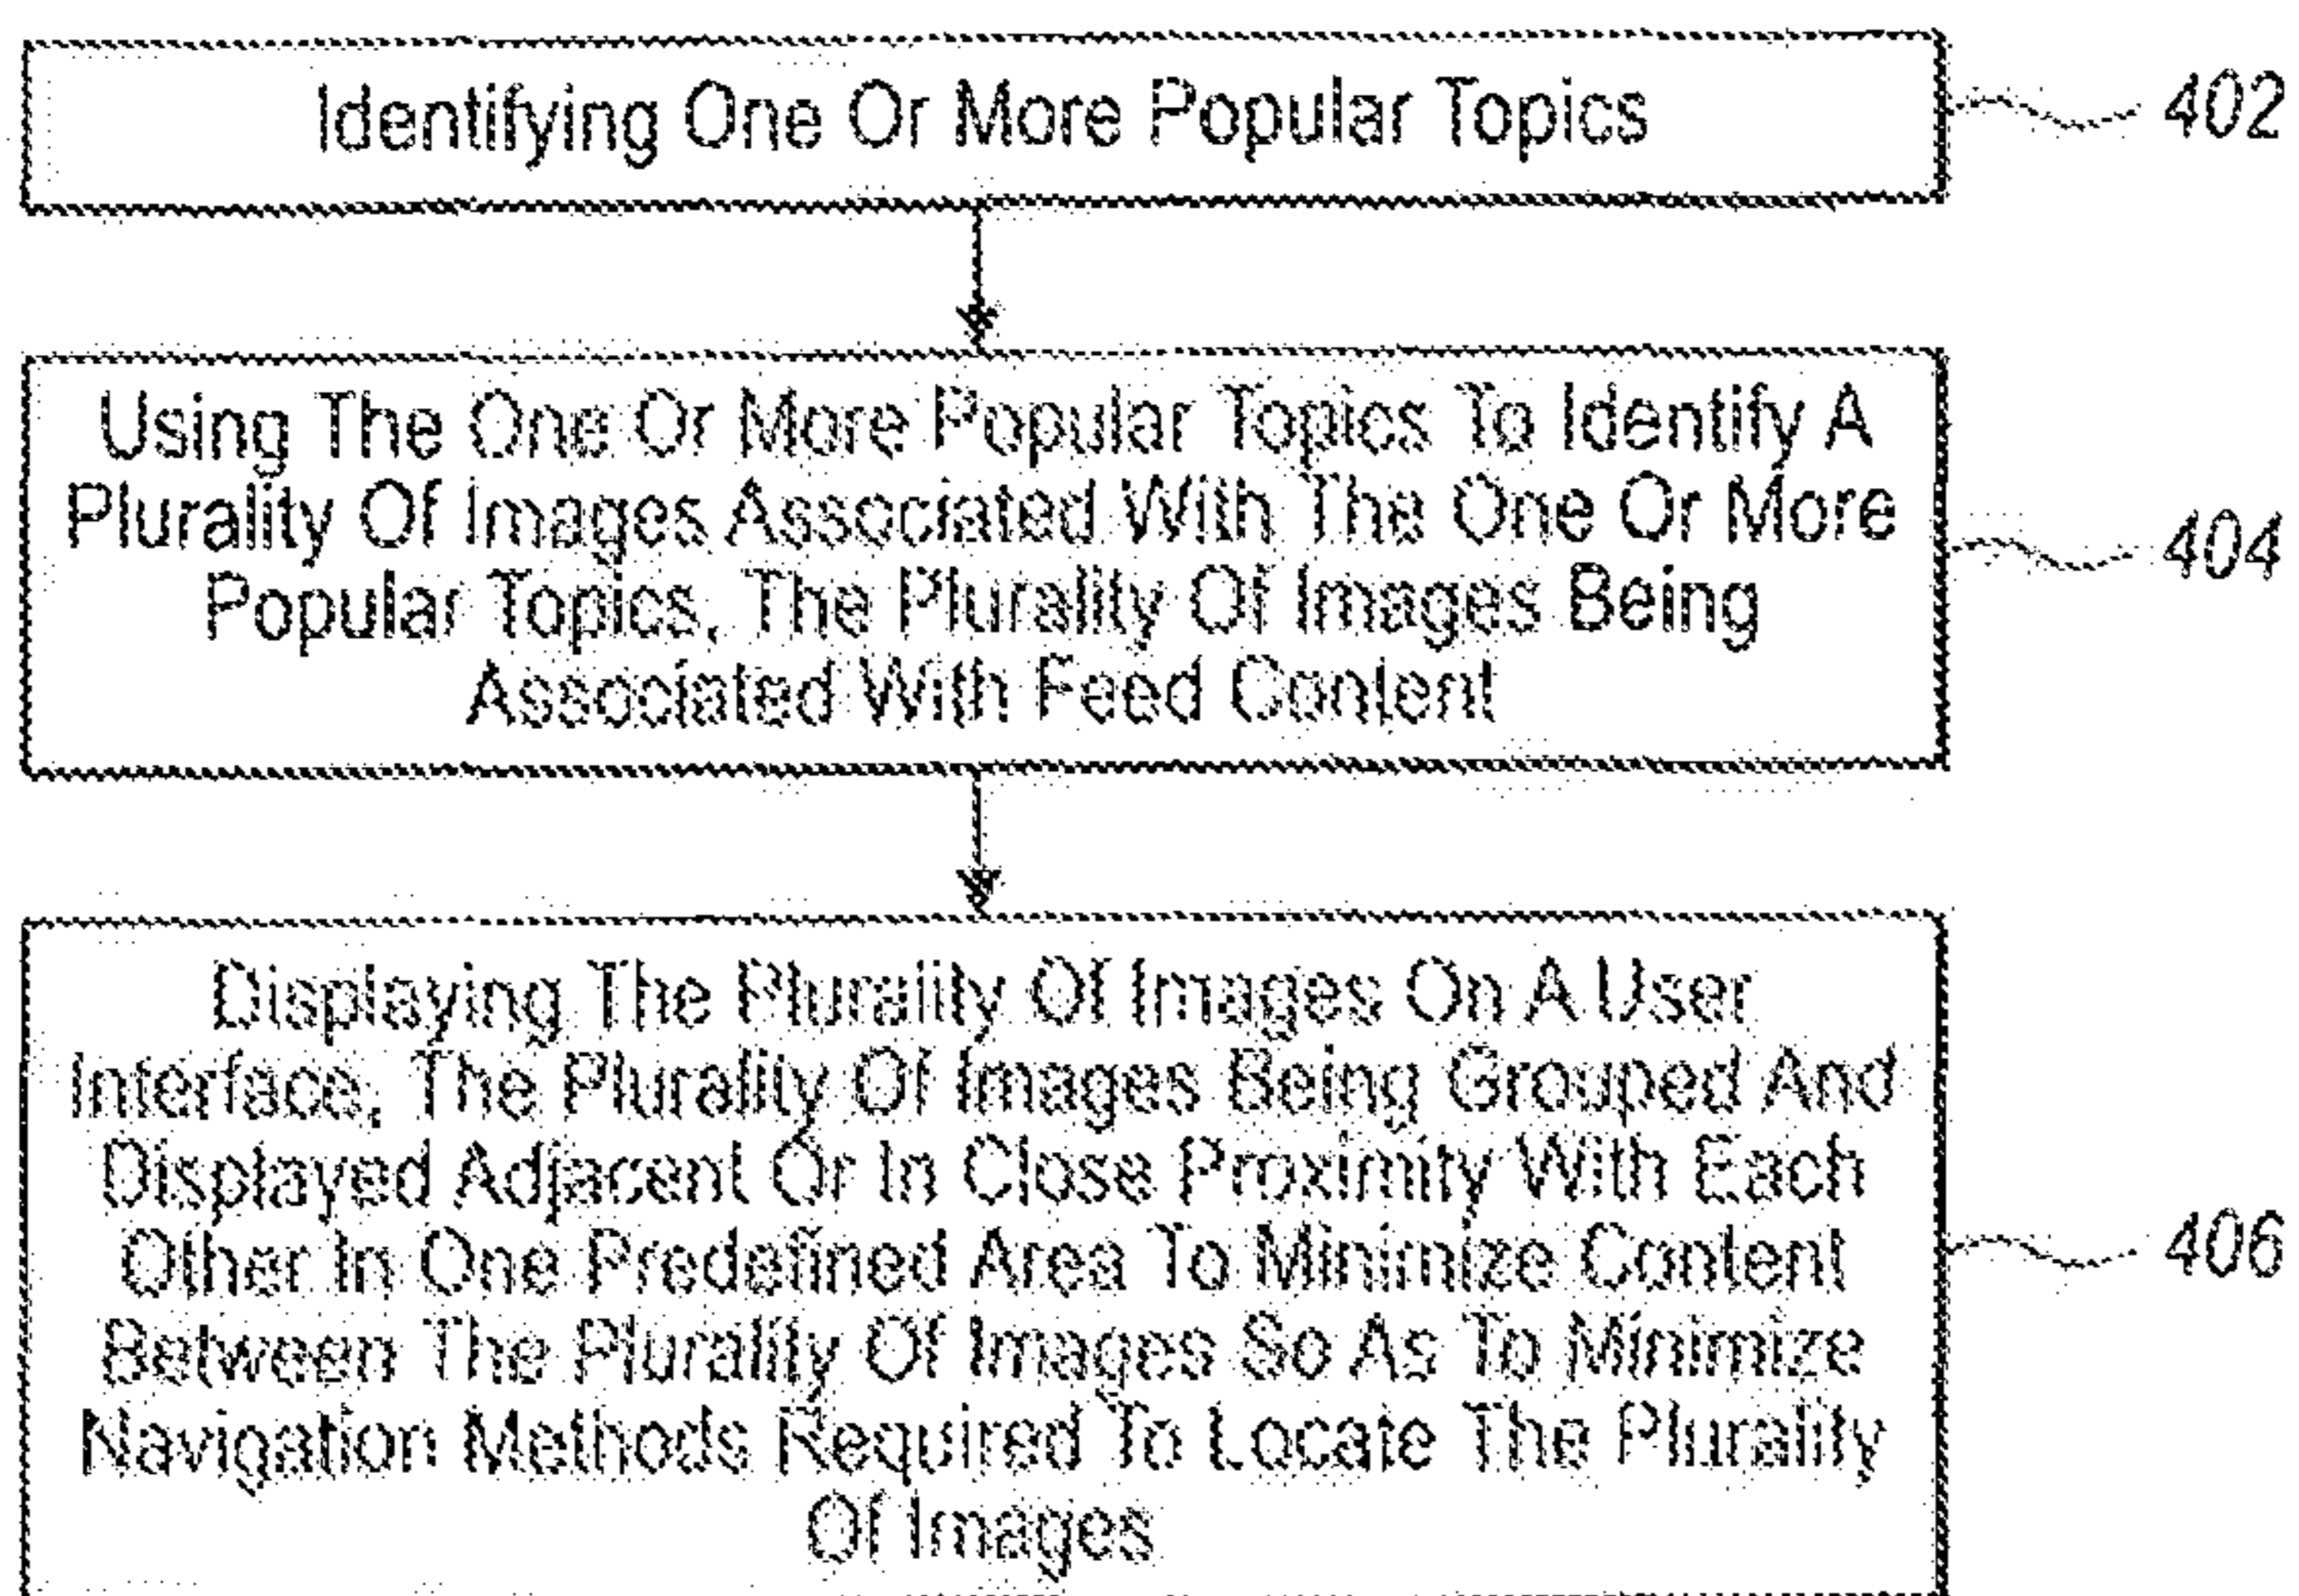 Identifying One Or More Popular Topics
402
Using The One Or More Popular Topics To Identify A
Plurality Of Images Associated With The One Or More
Popular Topics, The Plurality Of Images Being
Associated With Feed Content
404
Displaying The Plurality Of Images On A User
Interface, The Plurality Of Images Being Grouped And
Displayed Adjacent Or In Close Proximity With Each
Other In One Predefined Area To Minimize Content
Between The Plurality Of Images So As To Minimize
Navigation Methods Required To Locate The Plurality
Of Images
406